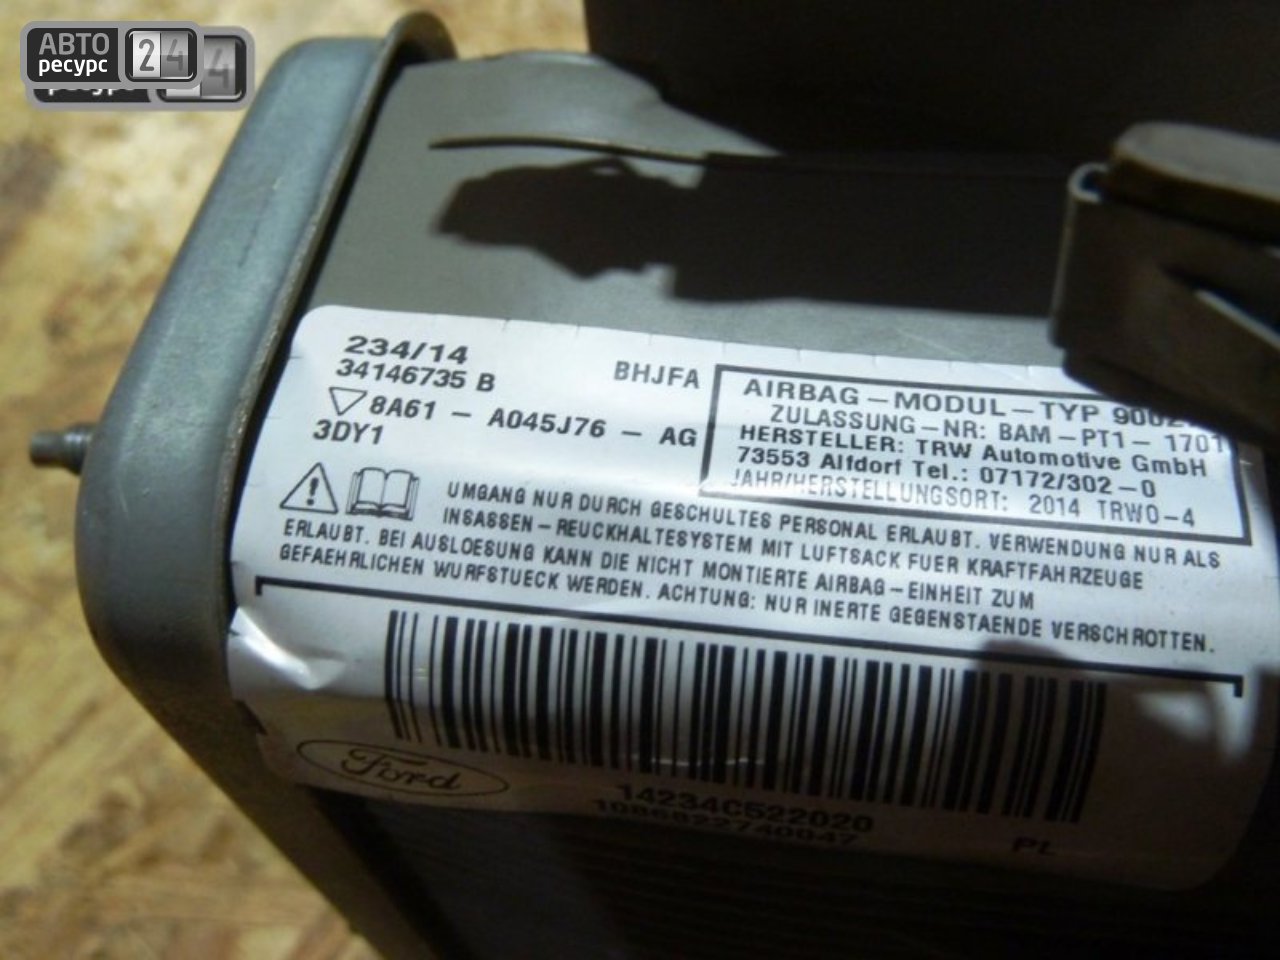 АВТО
ресурс 24
234/14
34146735 B
BHJFA
8A61 - A045J76 - AG
3DY1
AIRBAG - MODUL - TYP
ZULASSUNG - NR: BAM - PT1 - 1701
HERSTELLER: TRW Automotive GmbH
73553 Alfdorf Tel.: 07172/302 - 0
JAHR/HERSTELLUNGSORT: 2014 TRWO-4
UMGANG NUR DURCH GESCHULTES PERSONAL ERLAUBT. VERWENDUNG NUR ALS
INSASSEN - REUCKHALTESYSTEM MIT LUFTSACK FUER KRAFTFAHRZEUGE
ERLAUBT. BEI AUSLOESUNG KANN DIE NICHT MONTIERTE AIRBAG - EINHEIT ZUM
GEFAEHRLICHEN WURFSTUECK WERDEN. ACHTUNG: NUR INERTE GEGENSTAENDE VERSCHROTTEN.
Ford
14234C522020
PL